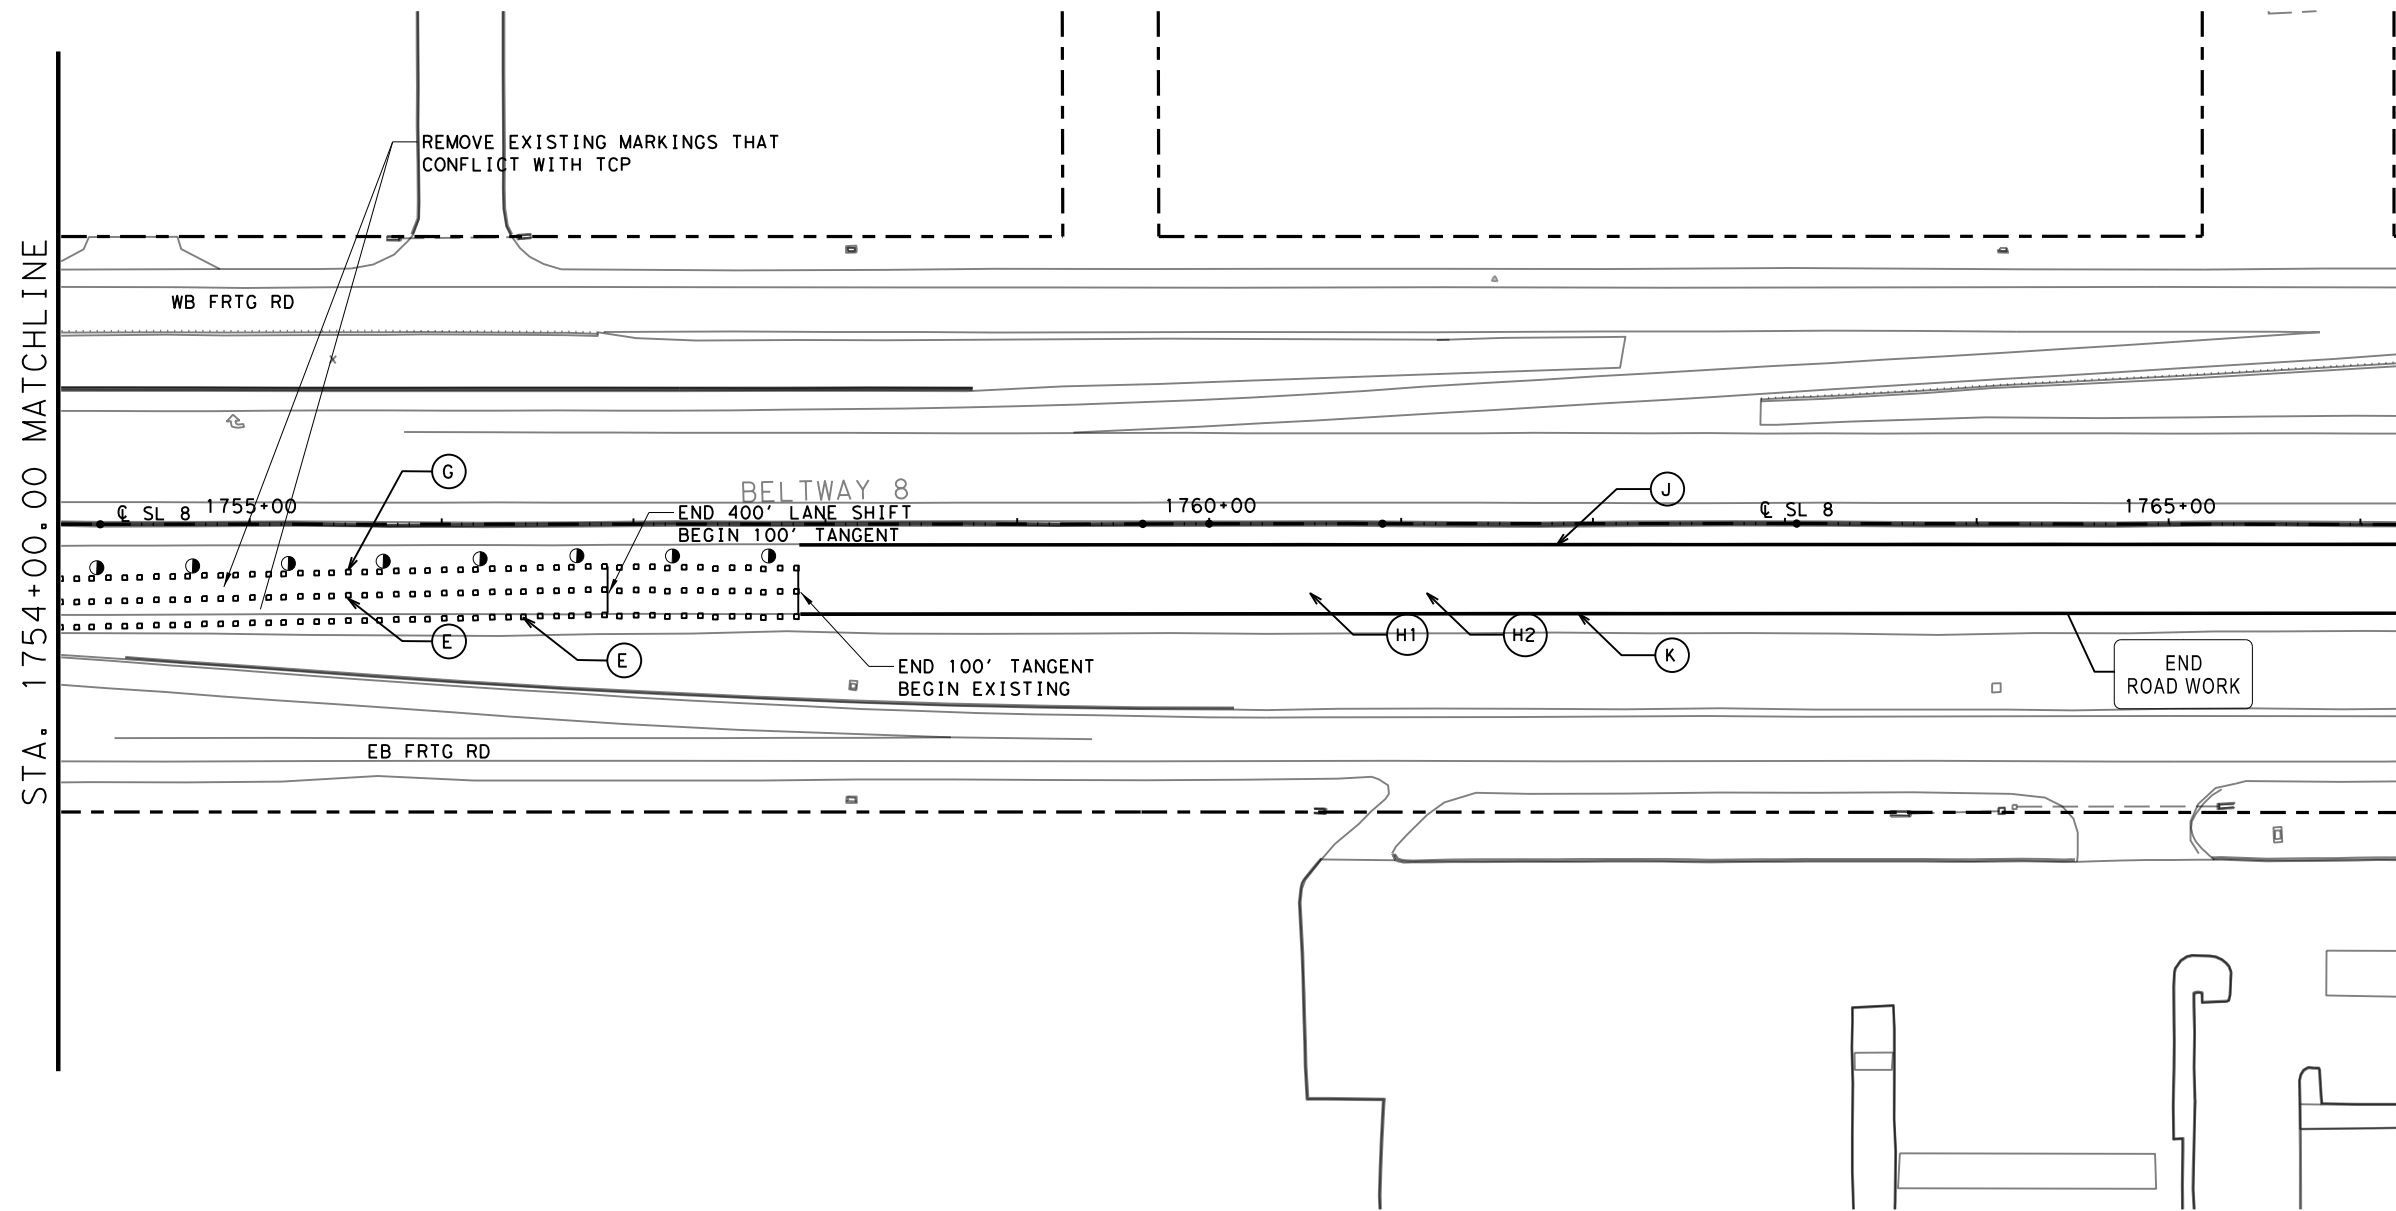 STA. 1754+00.00 MATCHLINE
REMOVE EXISTING MARKINGS THAT
CONFLICT WITH TCP
WB FRTG RD
G
BELTWAY 8
J
1755+00
1760+00
1765+00
℄ SL 8
END 400' LANE SHIFT
℄ SL 8
BEGIN 100' TANGENT
E
E
H1
H2
K
END 100' TANGENT
BEGIN EXISTING
END
ROAD WORK
EB FRTG RD